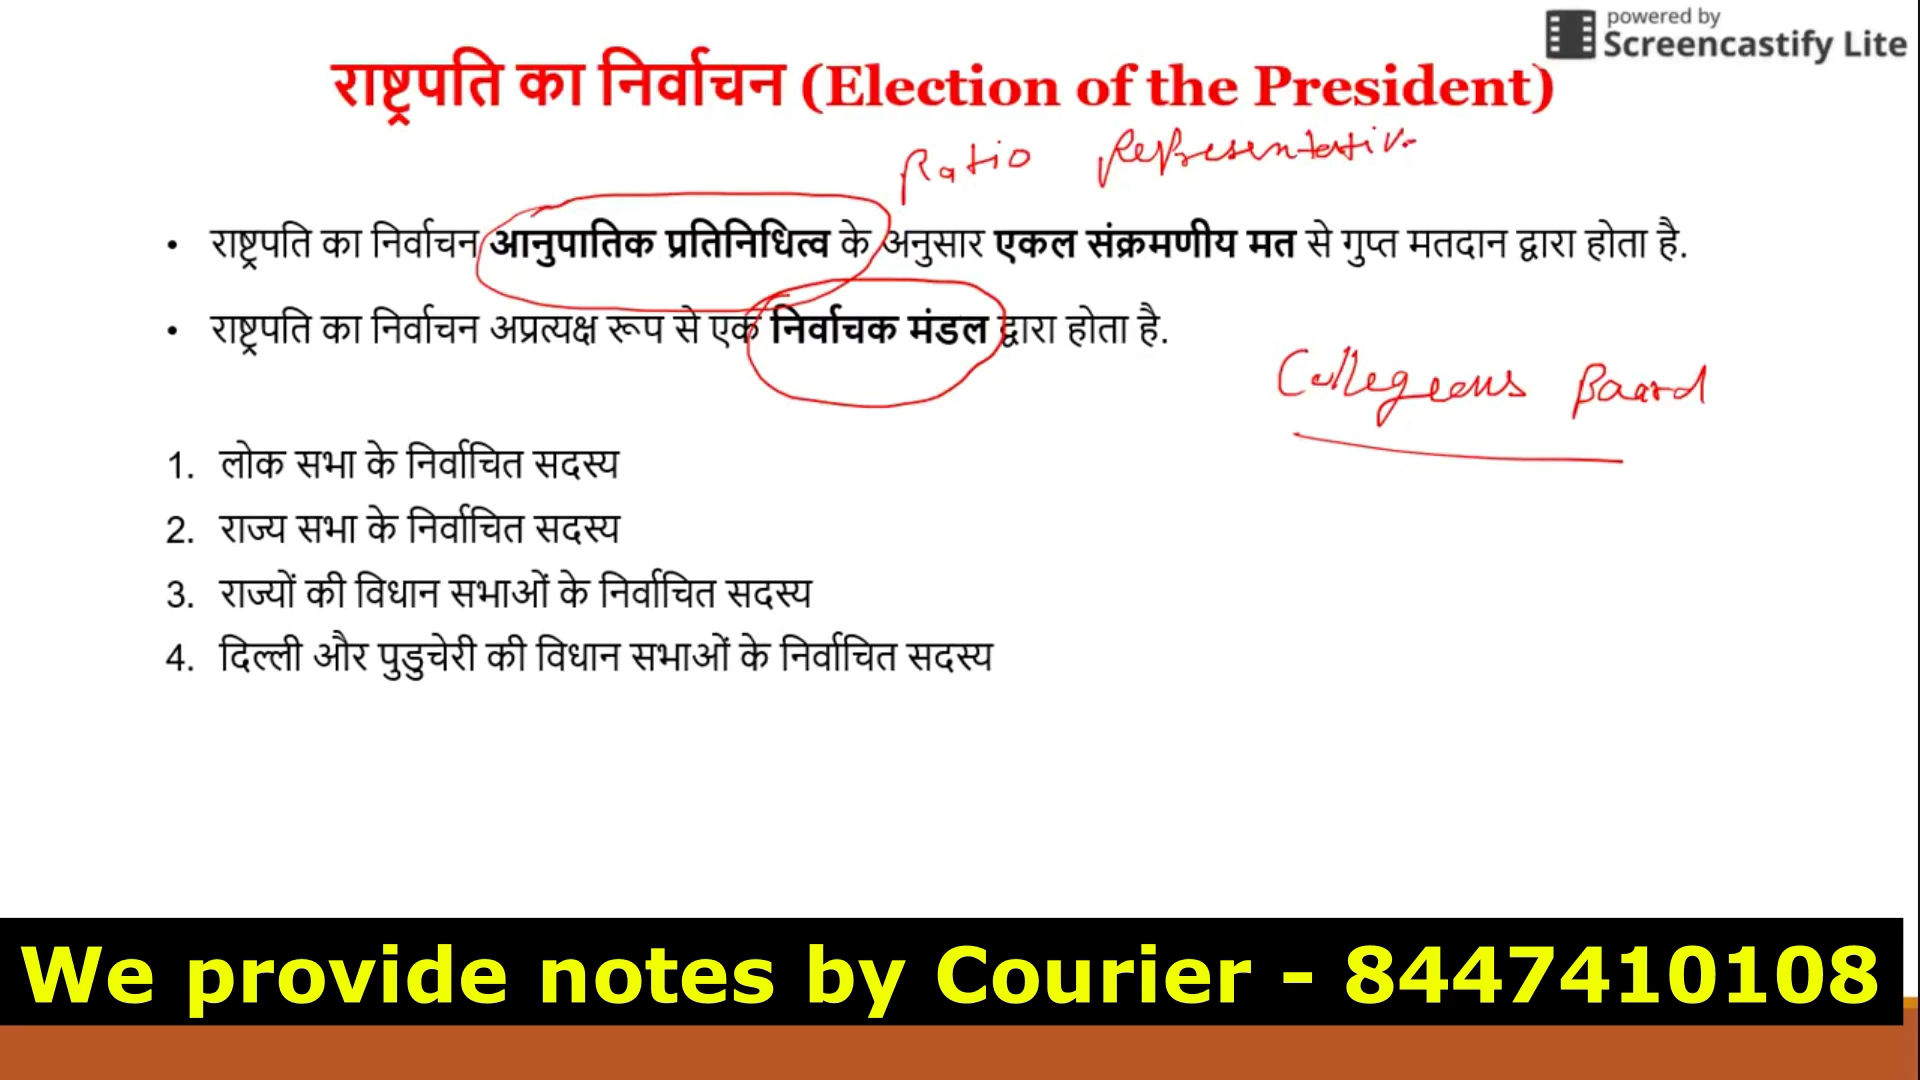 powered by
Screencastify Lite
राष्ट्रपति का निर्वाचन (Election of the President)
Ratio Representative
• राष्ट्रपति का निर्वाचन आनुपातिक प्रतिनिधित्व के अनुसार एकल संक्रमणीय मत से गुप्त मतदान द्वारा होता है.
• राष्ट्रपति का निर्वाचन अप्रत्यक्ष रूप से एक निर्वाचक मंडल द्वारा होता है.
Collegeous Board
1. लोक सभा के निर्वाचित सदस्य
2. राज्य सभा के निर्वाचित सदस्य
3. राज्यों की विधान सभाओं के निर्वाचित सदस्य
4. दिल्ली और पुडुचेरी की विधान सभाओं के निर्वाचित सदस्य
We provide notes by Courier - 8447410108